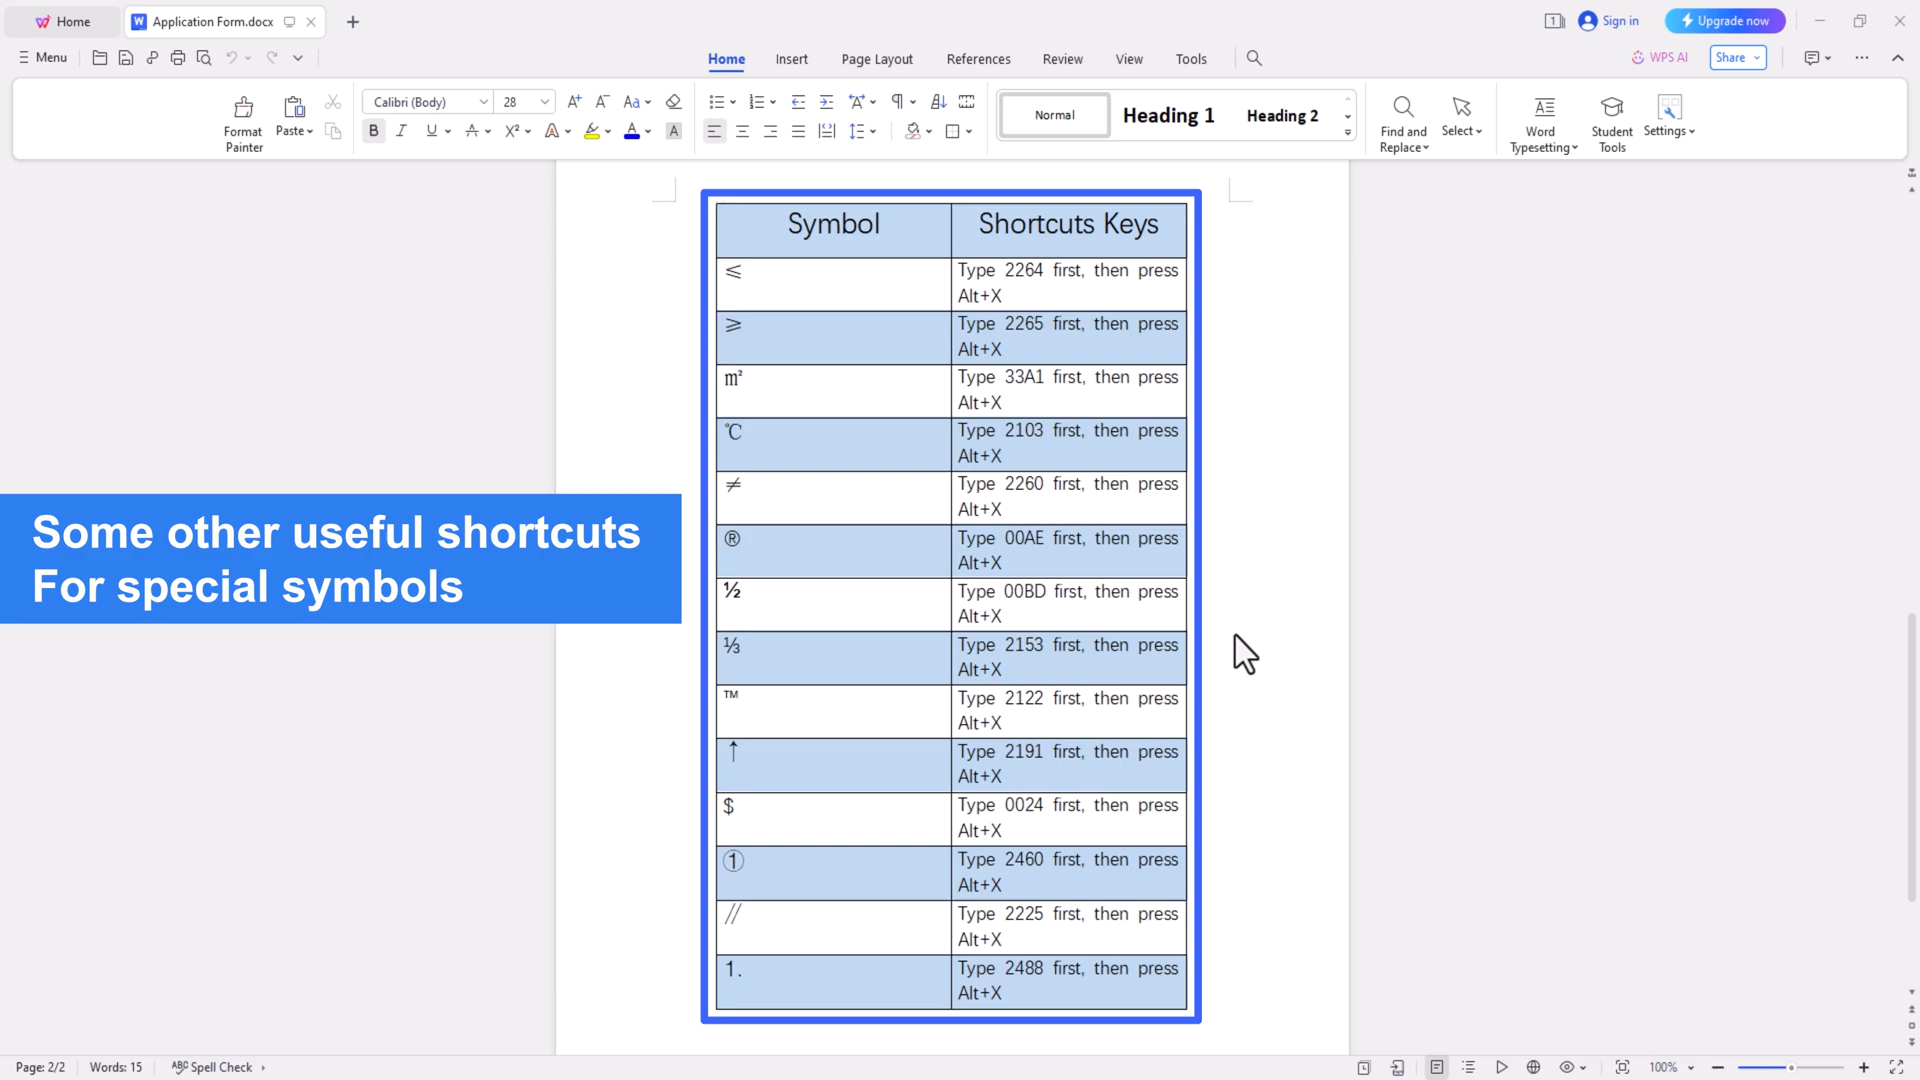 Home
Application Form.docx
Sign in
Upgrade now
Menu
Home
Insert
Page Layout
References
Review
View
Tools
WPS AI
Share
Format
Painter
Paste
Calibri (Body)
28
Normal
Heading 1
Heading 2
Find and
Replace
Select
Word
Typesetting
Student
Tools
Settings
Symbol
Shortcuts Keys
≤
Type 2264 first, then press
Alt+X
≥
Type 2265 first, then press
Alt+X
㎡
Type 33A1 first, then press
Alt+X
℃
Type 2103 first, then press
Alt+X
≠
Type 2260 first, then press
Alt+X
®
Type 00AE first, then press
Alt+X
½
Type 00BD first, then press
Alt+X
⅓
Type 2153 first, then press
Alt+X
™
Type 2122 first, then press
Alt+X
↑
Type 2191 first, then press
Alt+X
$
Type 0024 first, then press
Alt+X
①
Type 2460 first, then press
Alt+X
∥
Type 2225 first, then press
Alt+X
⒈
Type 2488 first, then press
Alt+X
Some other useful shortcuts
For special symbols
Page: 2/2
Words: 15
Spell Check
100%